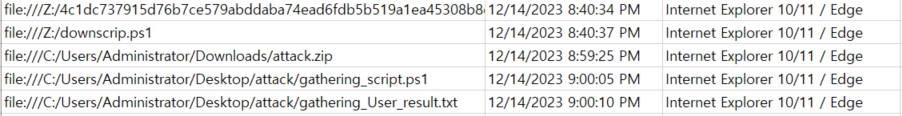 file:///Z:/4c1dc737915d76b7ce579abddaba74ead6fdb5b519a1ea45308b8 12/14/2023 8:40:34 PM Internet Explorer 10/11 / Edge
file:///Z:/downscrip.ps1 12/14/2023 8:40:37 PM Internet Explorer 10/11 / Edge
file:///C:/Users/Administrator/Downloads/attack.zip 12/14/2023 8:59:25 PM Internet Explorer 10/11 / Edge
file:///C:/Users/Administrator/Desktop/attack/gathering_script.ps1 12/14/2023 9:00:05 PM Internet Explorer 10/11 / Edge
file:///C:/Users/Administrator/Desktop/attack/gathering_User_result.txt 12/14/2023 9:00:10 PM Internet Explorer 10/11 / Edge